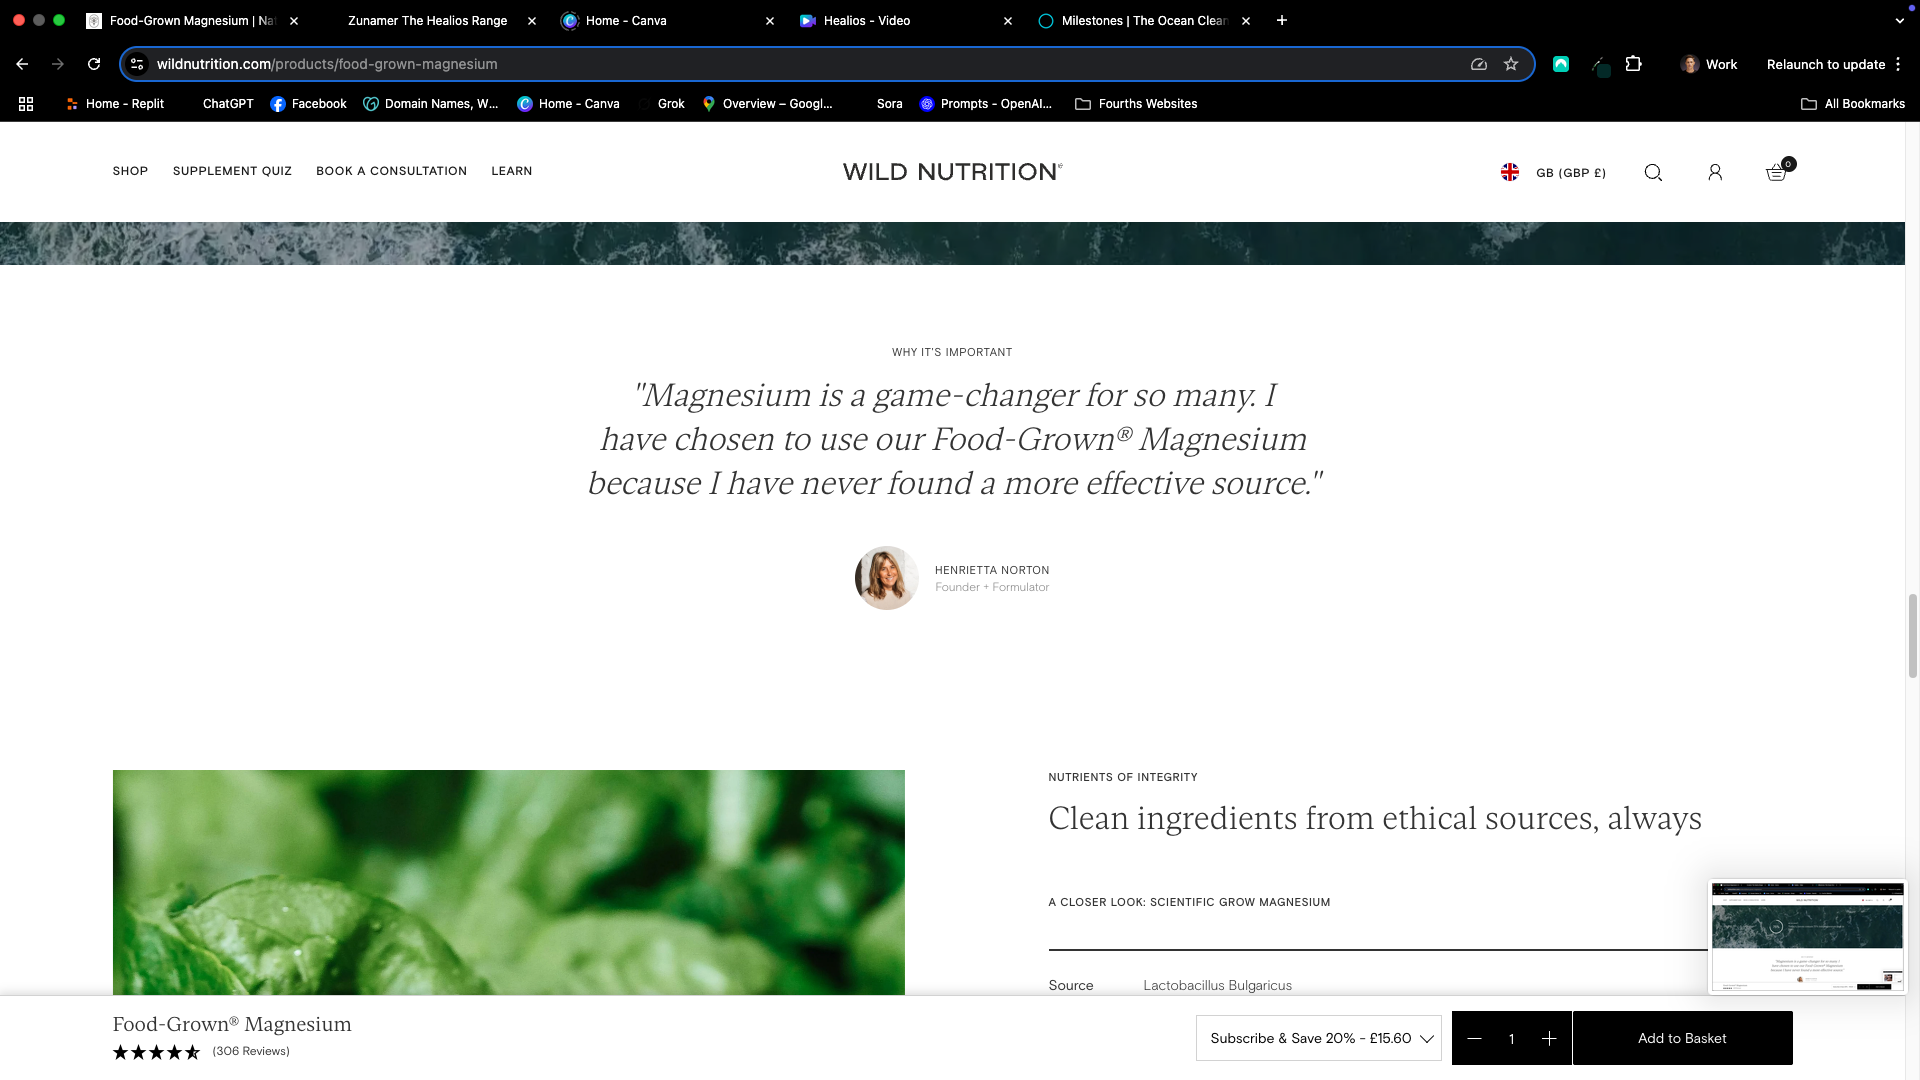 Food-Grown Magnesium | Na
Zunamer The Healios Range
Home - Canva
Healios - Video
Milestones | The Ocean Clean
wildnutrition.com/products/food-grown-magnesium
Work
Relaunch to update
Home - Replit
ChatGPT
Facebook
Domain Names, W...
Home - Canva
Grok
Overview – Googl...
Sora
Prompts - OpenAI...
Fourths Websites
All Bookmarks
SHOP
SUPPLEMENT QUIZ
BOOK A CONSULTATION
LEARN
WILD NUTRITION
GB (GBP £)
0
WHY IT'S IMPORTANT
"Magnesium is a game-changer for so many. I
have chosen to use our Food-Grown® Magnesium
because I have never found a more effective source."
HENRIETTA NORTON
Founder + Formulator
NUTRIENTS OF INTEGRITY
Clean ingredients from ethical sources, always
A CLOSER LOOK: SCIENTIFIC GROW MAGNESIUM
Source Lactobacillus Bulgaricus
Food-Grown® Magnesium
(306 Reviews)
Subscribe & Save 20% - £15.60
1
Add to Basket